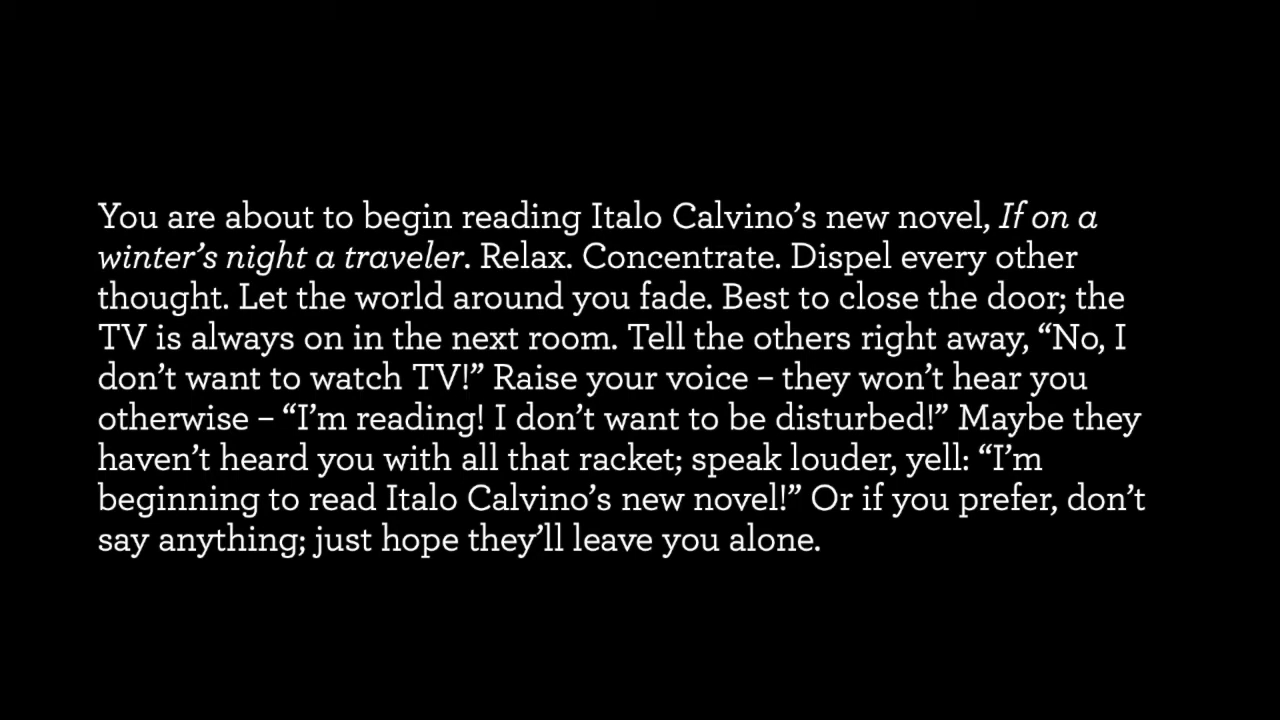 You are about to begin reading Italo Calvino’s new novel, If on a
winter’s night a traveler. Relax. Concentrate. Dispel every other
thought. Let the world around you fade. Best to close the door; the
TV is always on in the next room. Tell the others right away, “No, I
don’t want to watch TV!” Raise your voice – they won’t hear you
otherwise – “I’m reading! I don’t want to be disturbed!” Maybe they
haven’t heard you with all that racket; speak louder, yell: “I’m
beginning to read Italo Calvino’s new novel!” Or if you prefer, don’t
say anything; just hope they’ll leave you alone.